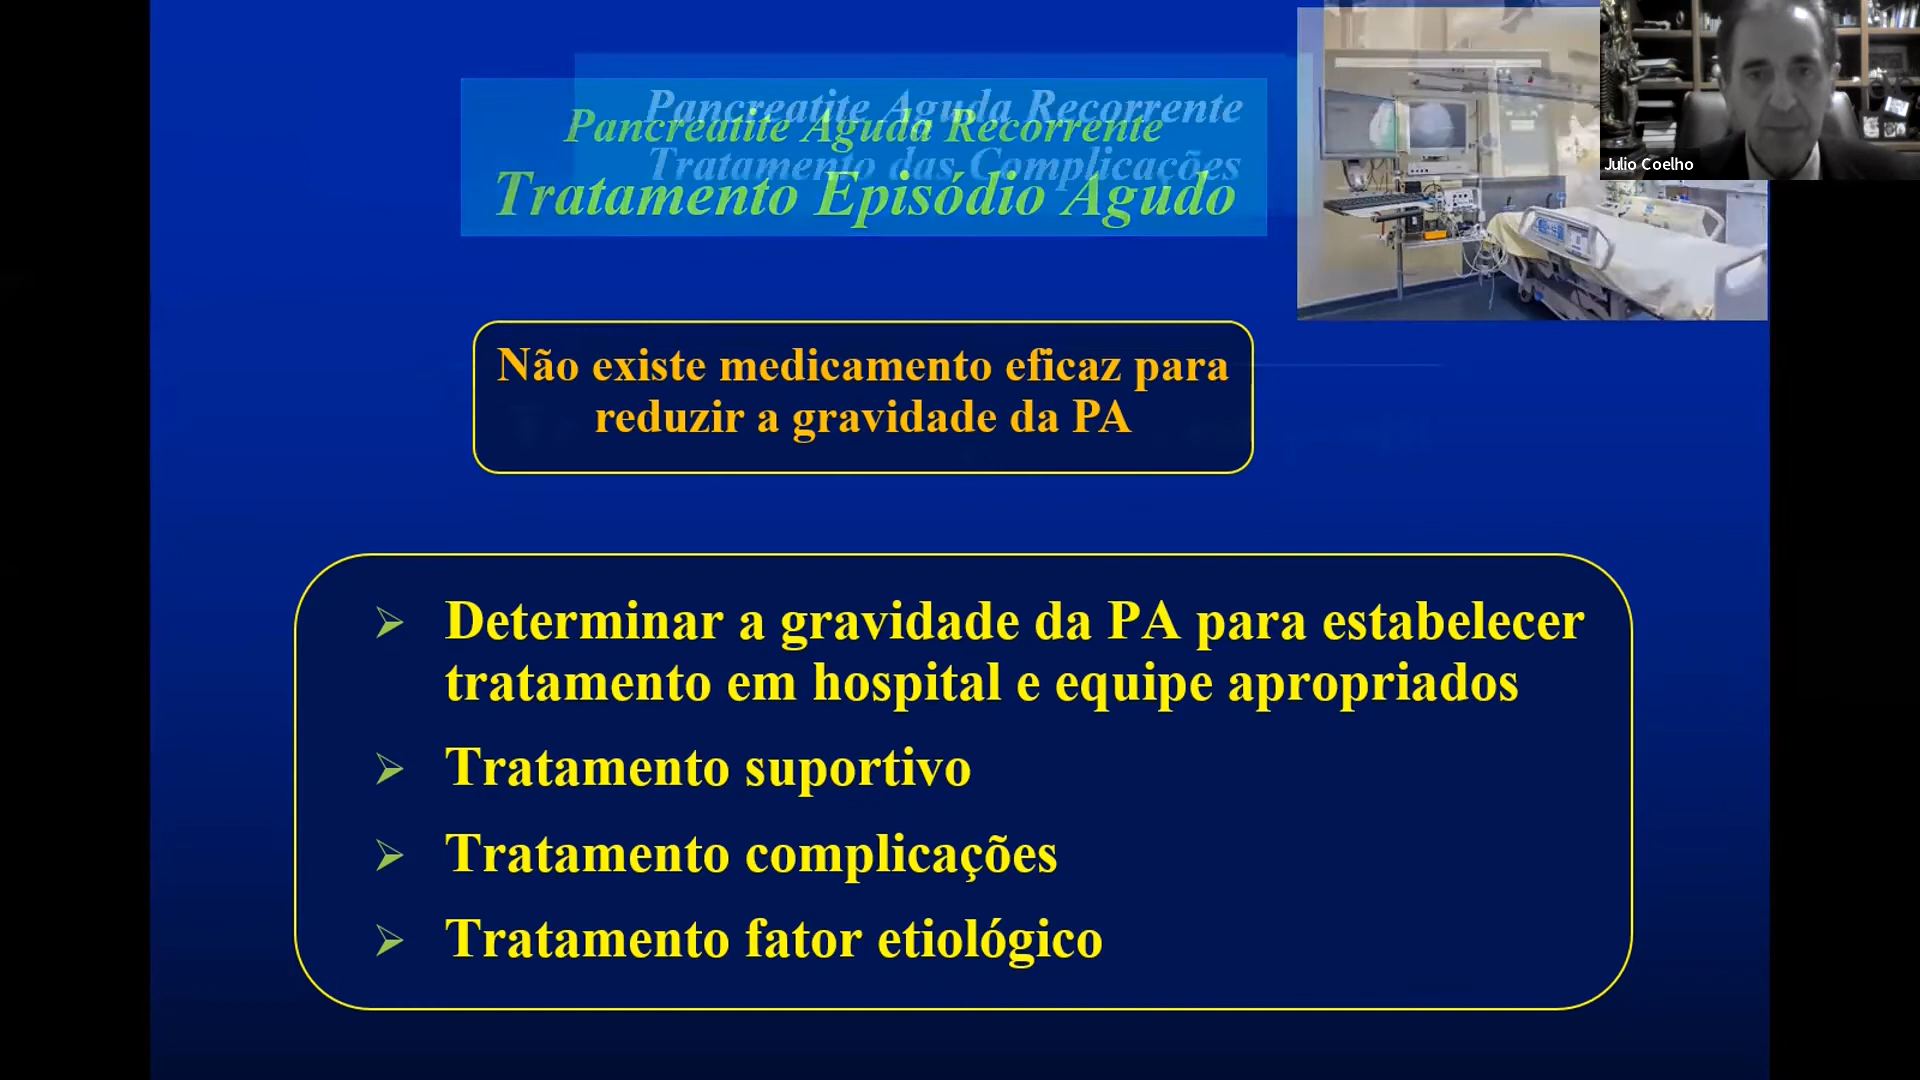 Pancreatite Aguda Recorrente
Tratamento das Complicações
Pancreatite Aguda Recorrente
Tratamento Episódio Agudo
Julio Coelho
Não existe medicamento eficaz para
reduzir a gravidade da PA
Determinar a gravidade da PA para estabelecer
tratamento em hospital e equipe apropriados
Tratamento suportivo
Tratamento complicações
Tratamento fator etiológico